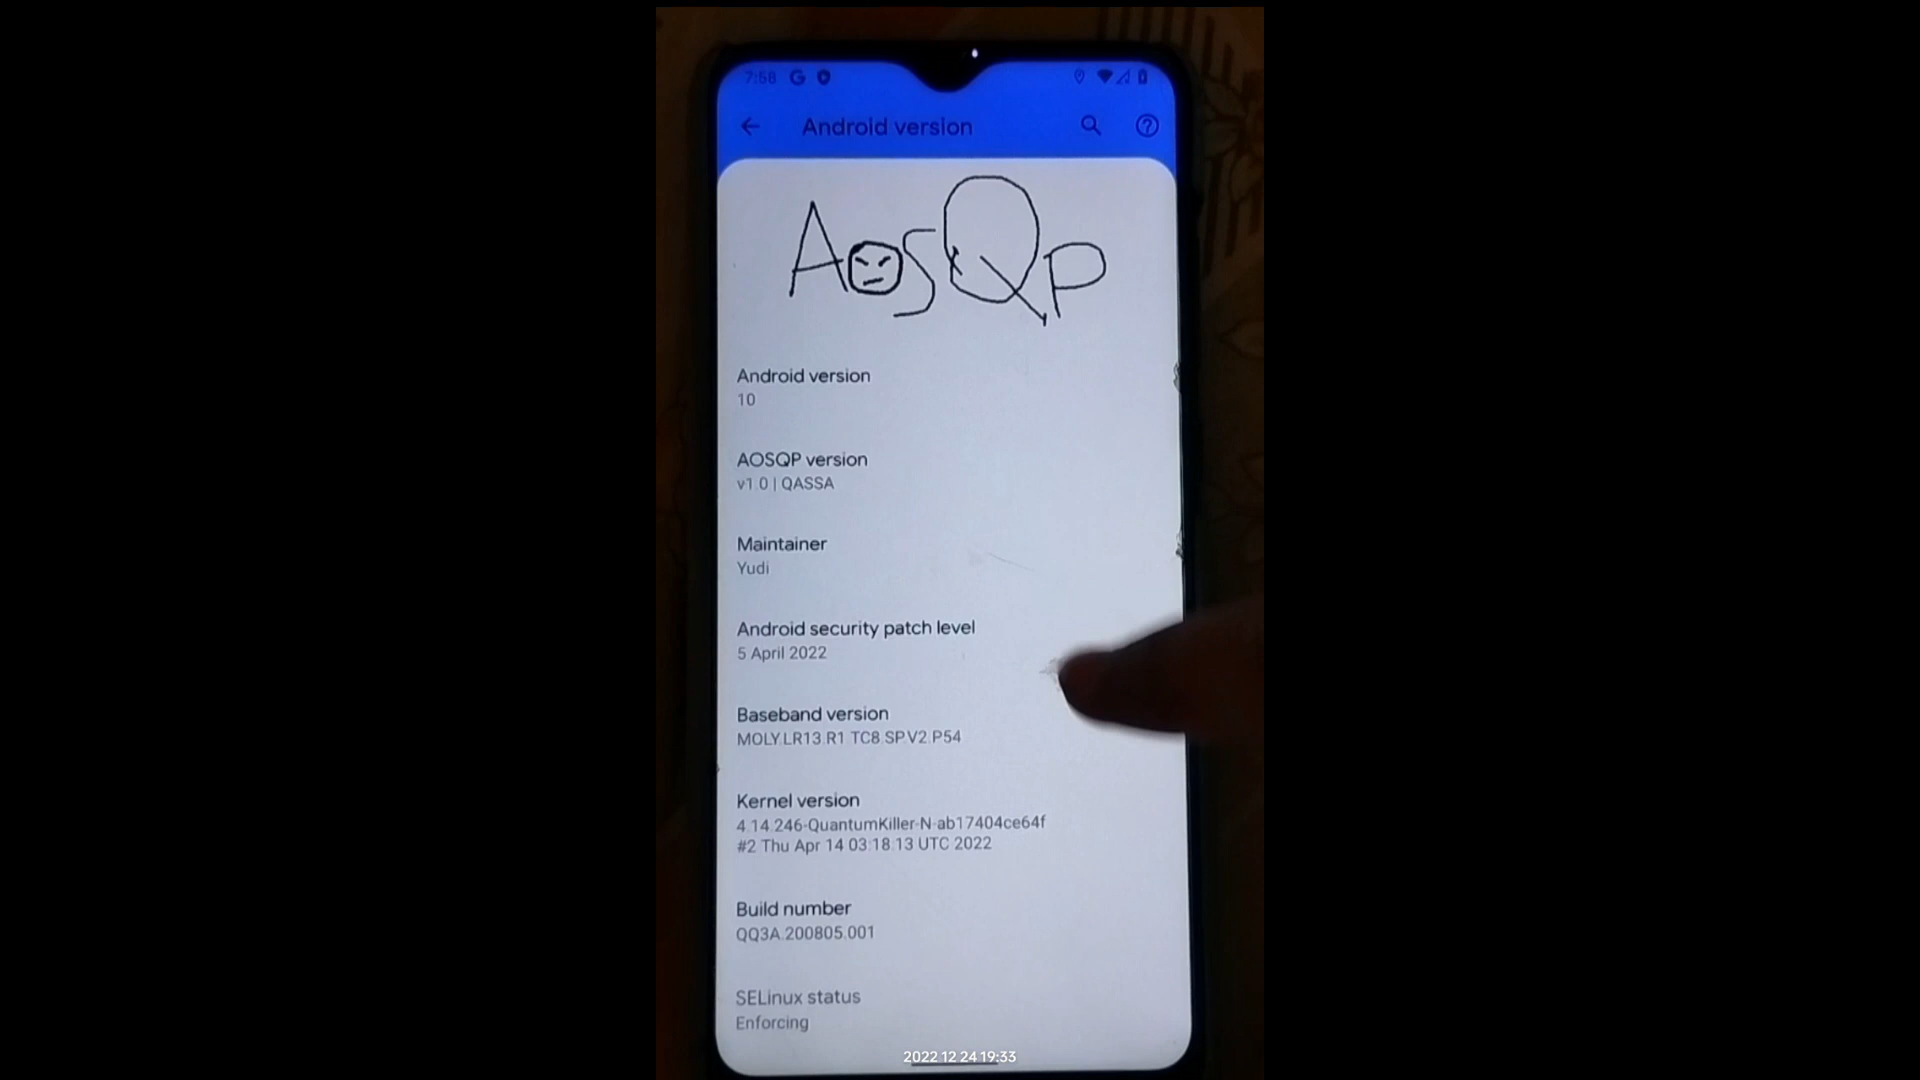 7:58
Android version
AOSQP
Android version
10
AOSQP version
v1.0 | QASSA
Maintainer
Yudi
Android security patch level
5 April 2022
Baseband version
MOLY.LR13.R1.TC8.SP.V2.P54
Kernel version
4.14.246-QuantumKiller-N-ab17404ce64f
#2 Thu Apr 14 03:18:13 UTC 2022
Build number
QQ3A.200805.001
SELinux status
Enforcing
2022 12 24 19:33